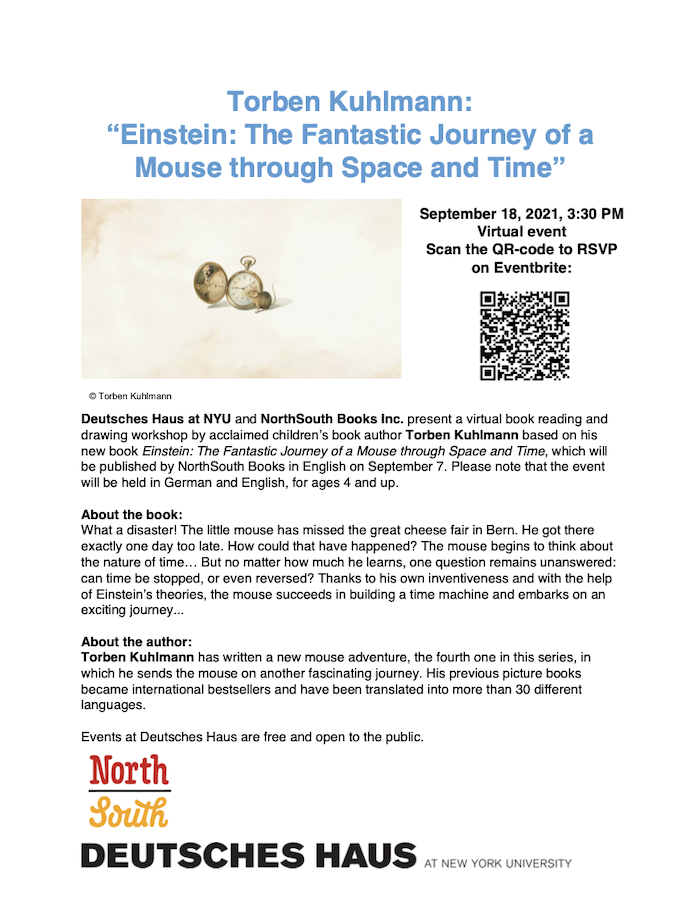 Torben Kuhlmann:
“Einstein: The Fantastic Journey of a
Mouse through Space and Time”
September 18, 2021, 3:30 PM
Virtual event
Scan the QR-code to RSVP
on Eventbrite:
© Torben Kuhlmann
Deutsches Haus at NYU and NorthSouth Books Inc. present a virtual book reading and
drawing workshop by acclaimed children’s book author Torben Kuhlmann based on his
new book Einstein: The Fantastic Journey of a Mouse through Space and Time, which will
be published by NorthSouth Books in English on September 7. Please note that the event
will be held in German and English, for ages 4 and up.
About the book:
What a disaster! The little mouse has missed the great cheese fair in Bern. He got there
exactly one day too late. How could that have happened? The mouse begins to think about
the nature of time… But no matter how much he learns, one question remains unanswered:
can time be stopped, or even reversed? Thanks to his own inventiveness and with the help
of Einstein’s theories, the mouse succeeds in building a time machine and embarks on an
exciting journey...
About the author:
Torben Kuhlmann has written a new mouse adventure, the fourth one in this series, in
which he sends the mouse on another fascinating journey. His previous picture books
became international bestsellers and have been translated into more than 30 different
languages.
Events at Deutsches Haus are free and open to the public.
North
South
DEUTSCHES HAUS AT NEW YORK UNIVERSITY